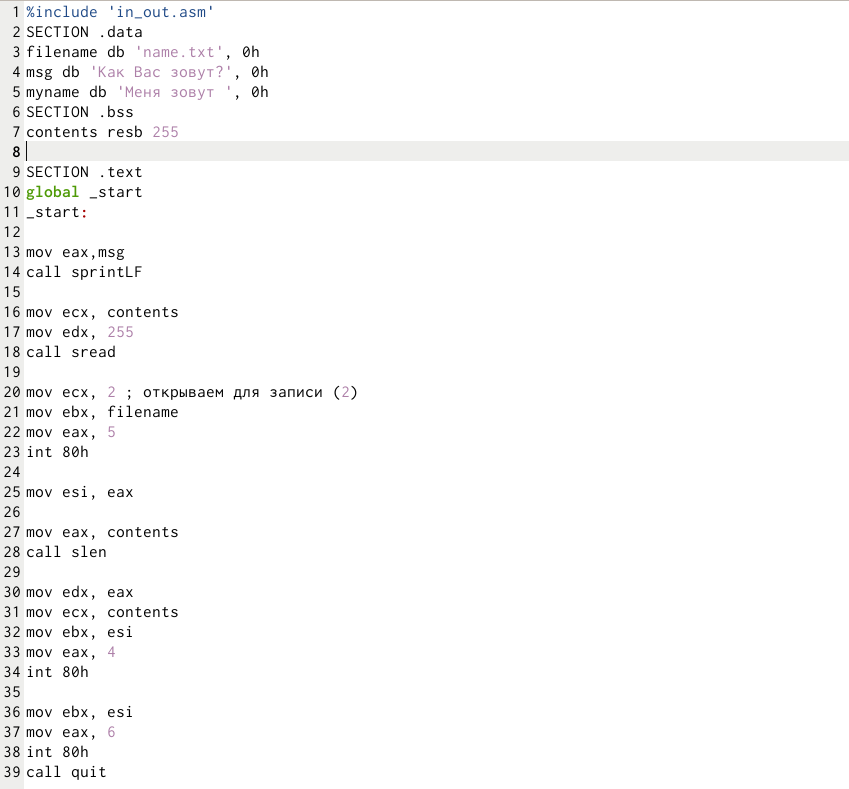 1 %include 'in_out.asm'
2 SECTION .data
3 filename db 'name.txt', 0h
4 msg db 'Как Вас зовут?', 0h
5 myname db 'Меня зовут ', 0h
6 SECTION .bss
7 contents resb 255
8
9 SECTION .text
10 global _start
11 _start:
12
13 mov eax,msg
14 call sprintLF
15
16 mov ecx, contents
17 mov edx, 255
18 call sread
19
20 mov ecx, 2 ; открываем для записи (2)
21 mov ebx, filename
22 mov eax, 5
23 int 80h
24
25 mov esi, eax
26
27 mov eax, contents
28 call slen
29
30 mov edx, eax
31 mov ecx, contents
32 mov ebx, esi
33 mov eax, 4
34 int 80h
35
36 mov ebx, esi
37 mov eax, 6
38 int 80h
39 call quit